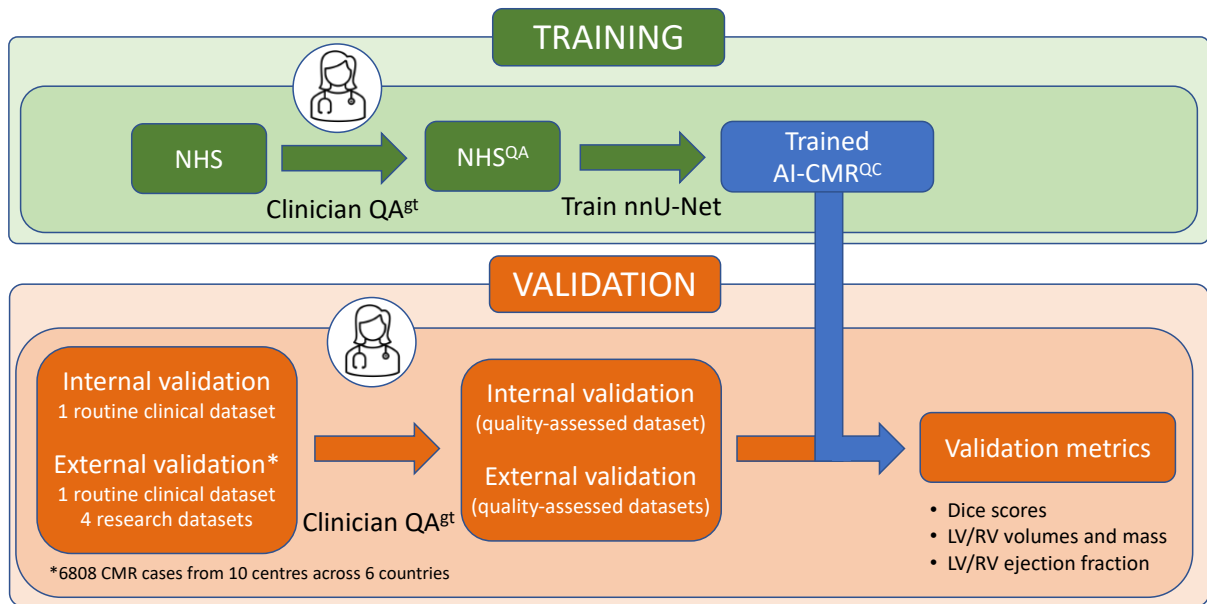 TRAINING
NHS
Clinician QAᵍᵗ
NHSQA
Train nnU-Net
Trained
AI-CMRQC
VALIDATION
Internal validation
1 routine clinical dataset
External validation*
1 routine clinical dataset
4 research datasets
Clinician QAᵍᵗ
Internal validation
(quality-assessed dataset)
External validation
(quality-assessed datasets)
Validation metrics
• Dice scores
• LV/RV volumes and mass
• LV/RV ejection fraction
*6808 CMR cases from 10 centres across 6 countries